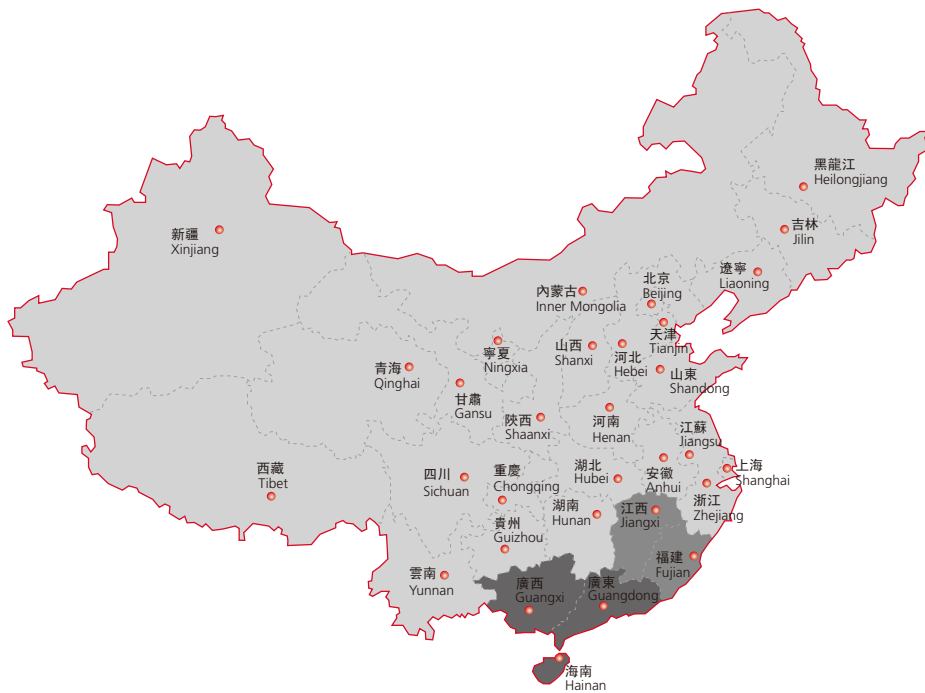 黑龍江
Heilongjiang
吉林
Jilin
新疆
Xinjiang
遼寧
Liaoning
北京
Beijing
內蒙古
Inner Mongolia
天津
Tianjin
寧夏
Ningxia
山西
Shanxi
河北
Hebei
青海
Qinghai
山東
Shandong
甘肅
Gansu
陝西
Shaanxi
河南
Henan
江蘇
Jiangsu
西藏
Tibet
四川
Sichuan
重慶
Chongqing
湖北
Hubei
安徽
Anhui
上海
Shanghai
浙江
Zhejiang
湖南
Hunan
江西
Jiangxi
貴州
Guizhou
福建
Fujian
雲南
Yunnan
廣西
Guangxi
廣東
Guangdong
海南
Hainan